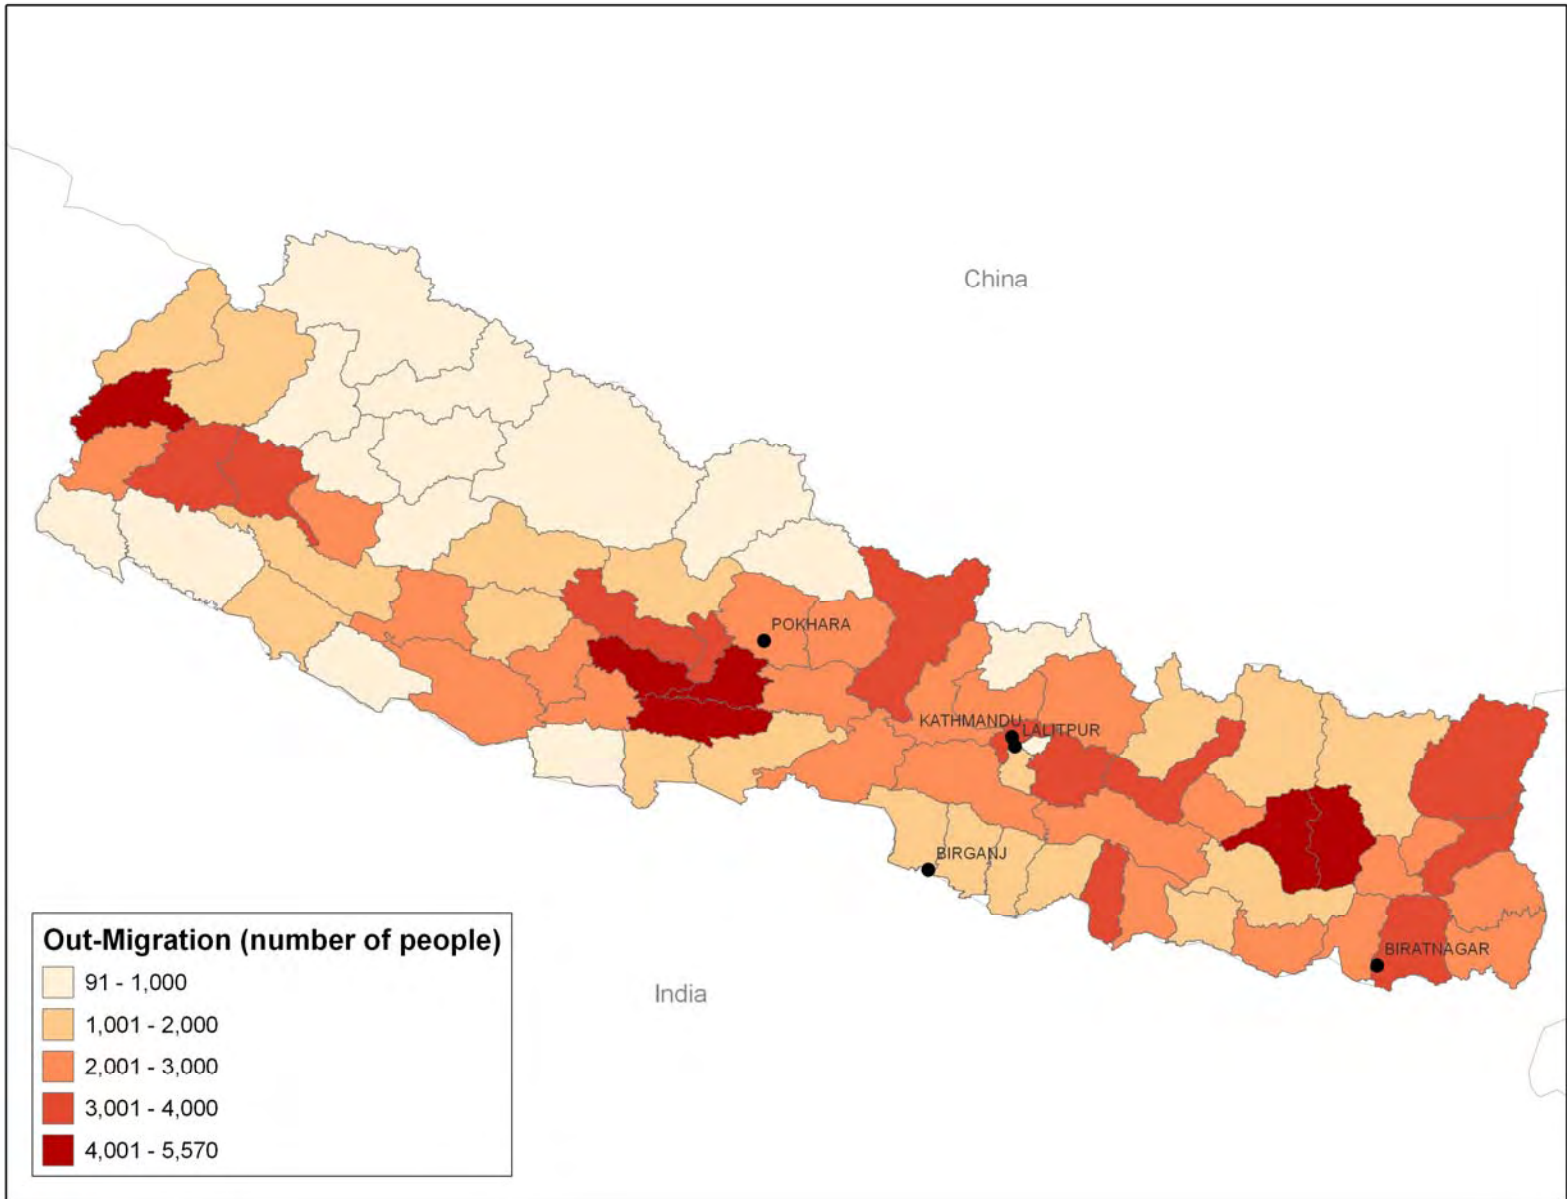 China
POKHARA
KATHMANDU
LALITPUR
BIRGANJ
BIRATNAGAR
India
Out-Migration (number of people)
91 - 1,000
1,001 - 2,000
2,001 - 3,000
3,001 - 4,000
4,001 - 5,570